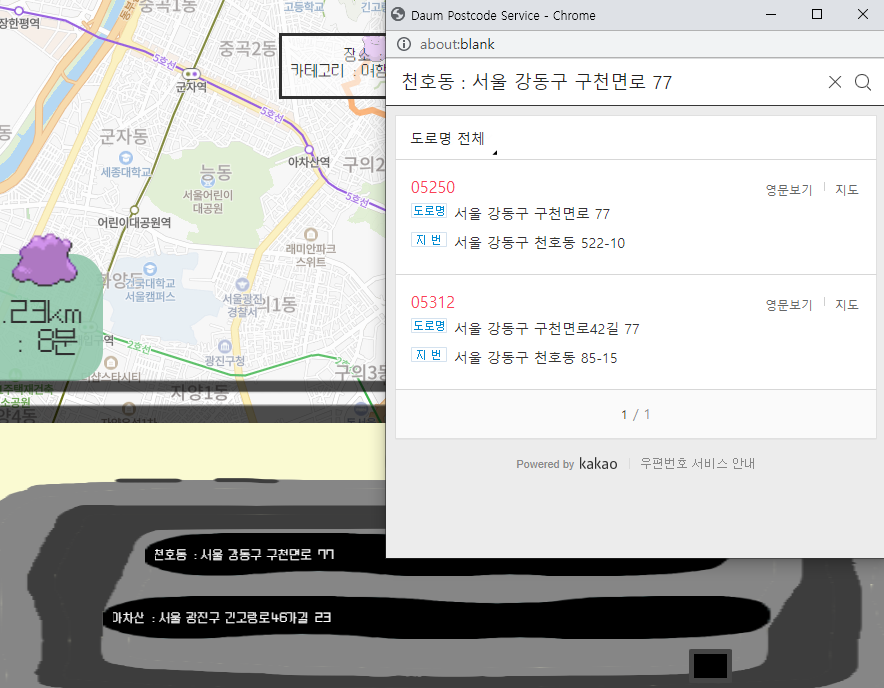 장한평역
중곡1동
고등학교
긴고
중곡2동
5호선
군자역
5호선
장소
카테고리 : 여행
군자동
세종대학교
능동
서울어린이
대공원
아차산역
구의2
5호선
어린이대공원역
래미안파크
스위트
화양동
건국대학교
서울캠퍼스
서울광진
경찰서
구의1동
.23km
: 8분
2호선
광진구청
구의3동
자양1동
양4동
Daum Postcode Service - Chrome
about:blank
천호동 : 서울 강동구 구천면로 77
도로명 전체
05250
영문보기
지도
도로명 서울 강동구 구천면로 77
지번 서울 강동구 천호동 522-10
05312
영문보기
지도
도로명 서울 강동구 구천면로42길 77
지번 서울 강동구 천호동 85-15
1 / 1
Powered by kakao
우편번호 서비스 안내
천호동 : 서울 강동구 구천면로 77
아차산 : 서울 광진구 긴고랑로46가길 23